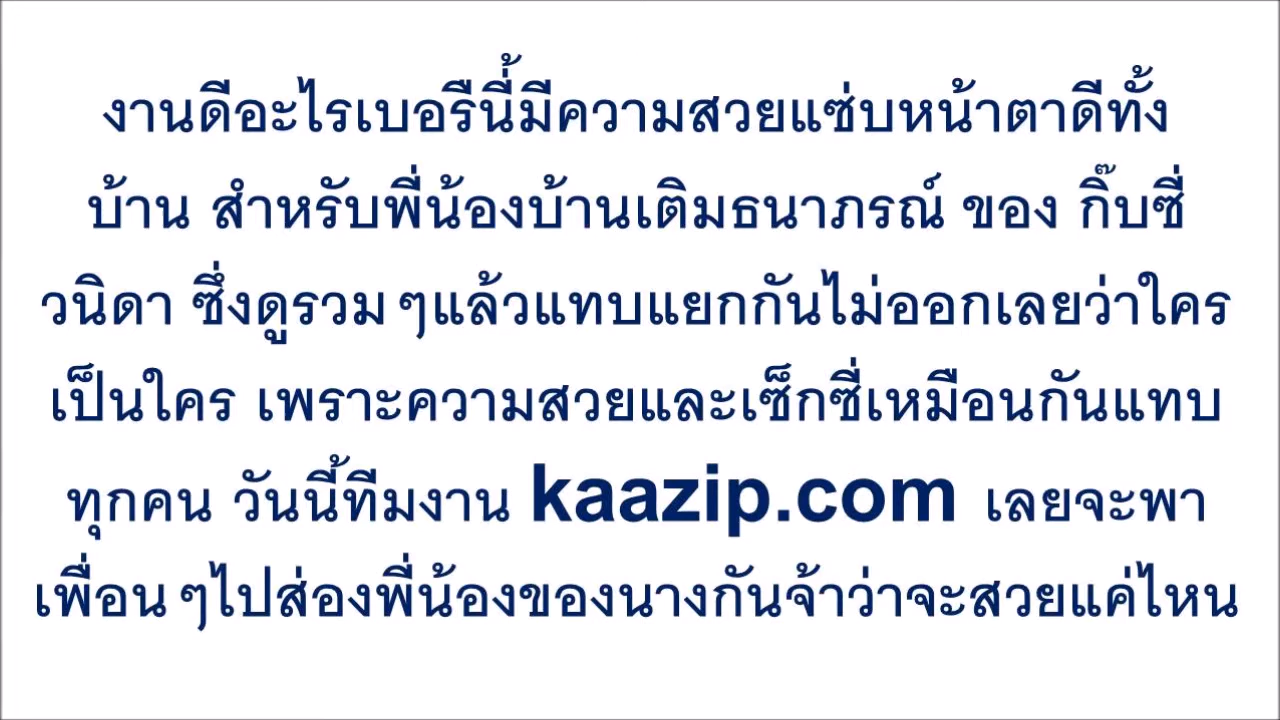 งานดีอะไรเบอรืนี้มีความสวยแซ่บหน้าตาดีทั้ง
บ้าน สำหรับพี่น้องบ้านเติมธนาภรณ์ ของ กิ๊บซี่
วนิดา ซึ่งดูรวมๆแล้วแทบแยกกันไม่ออกเลยว่าใคร
เป็นใคร เพราะความสวยและเซ็กซี่เหมือนกันแทบ
ทุกคน วันนี้ทีมงาน kaazip.com เลยจะพา
เพื่อนๆไปส่องพี่น้องของนางกันจ้าว่าจะสวยแค่ไหน